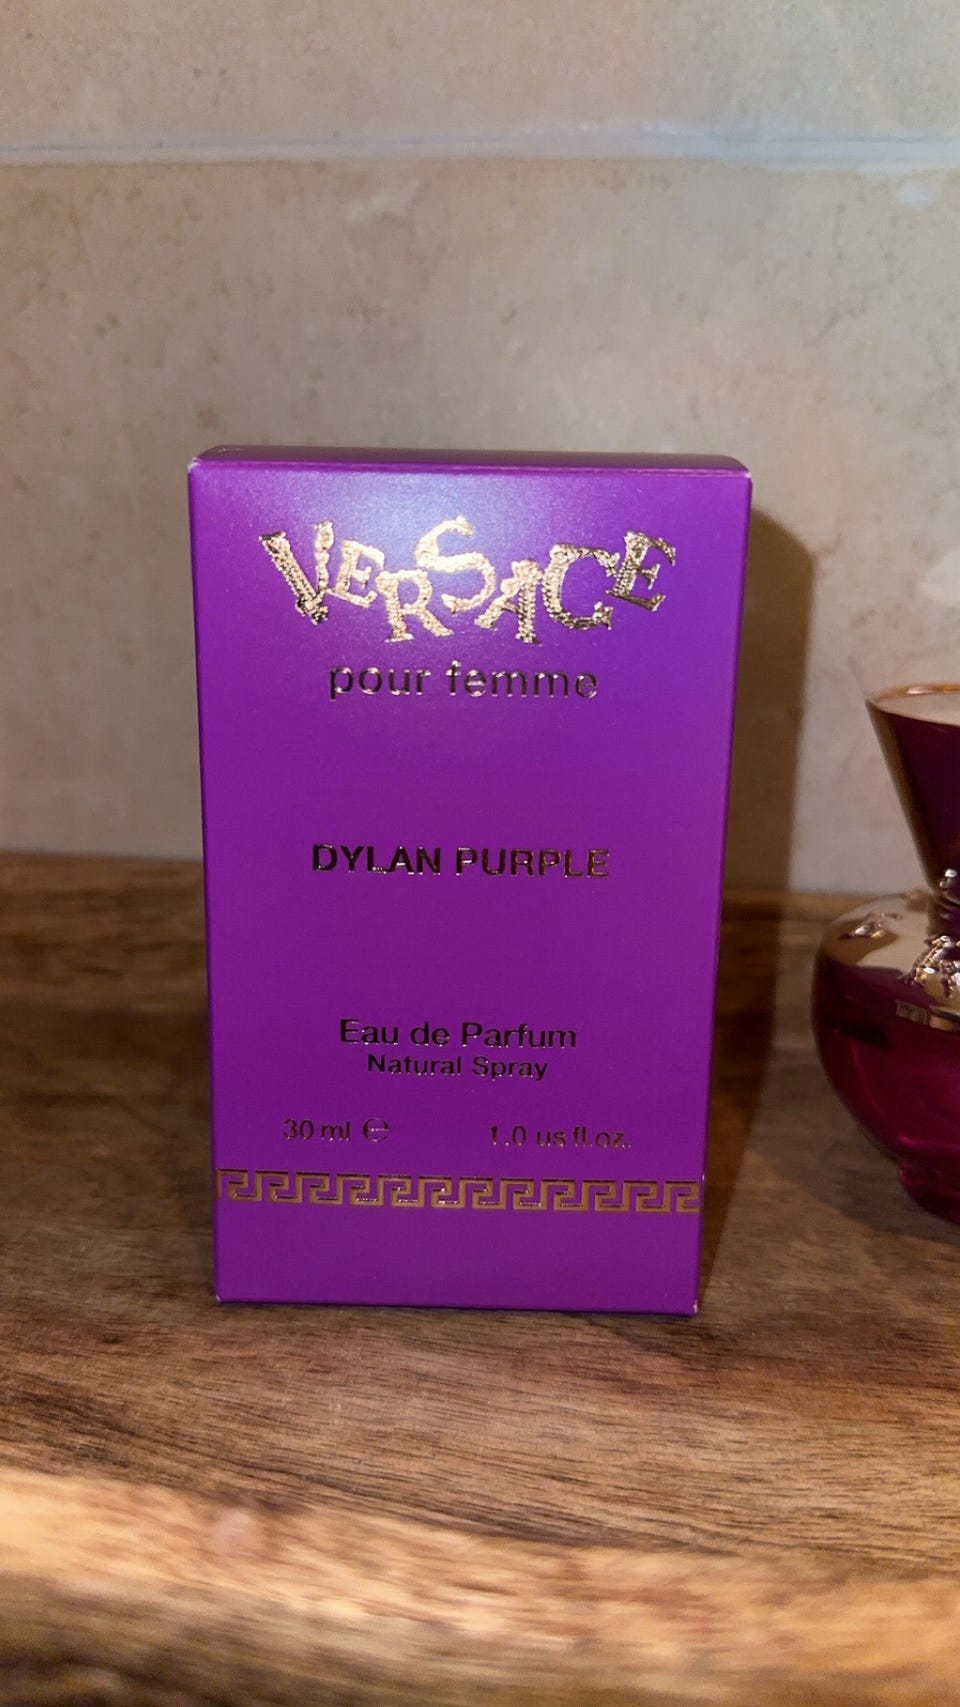 VERSACE
pour femme
DYLAN PURPLE
Eau de Parfum
Natural Spray
30 ml ℮ 1.0 us fl.oz.